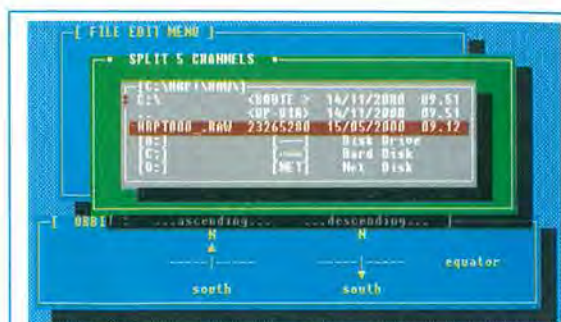 [ FILE EDIT MENU ]
SPLIT 5 CHANNELS
[C:\HRPT\RAW\]
C:\ 14/11/2000 09.51
.. <UP-DIR> 14/11/2000 09.51
HRPT000_.RAW 23265280 15/05/2000 09.12
[A:] Disk Drive
[C:] Hard Disk
[NET] Net Disk
...ascending... ...descending...
N N
-----|----- -----|----- equator
south south